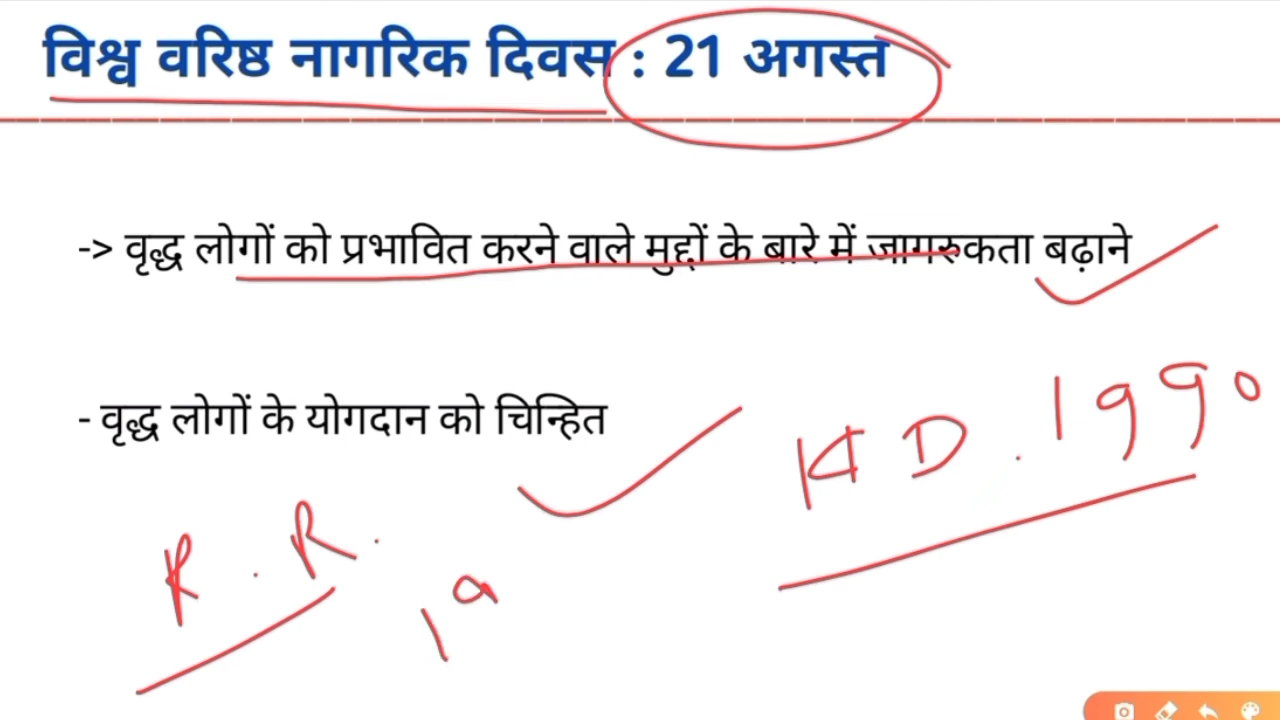 विश्व वरिष्ठ नागरिक दिवस : 21 अगस्त
-> वृद्ध लोगों को प्रभावित करने वाले मुद्दों के बारे में जागरुकता बढ़ाने
- वृद्ध लोगों के योगदान को चिन्हित
D. 1990
R. R.
19